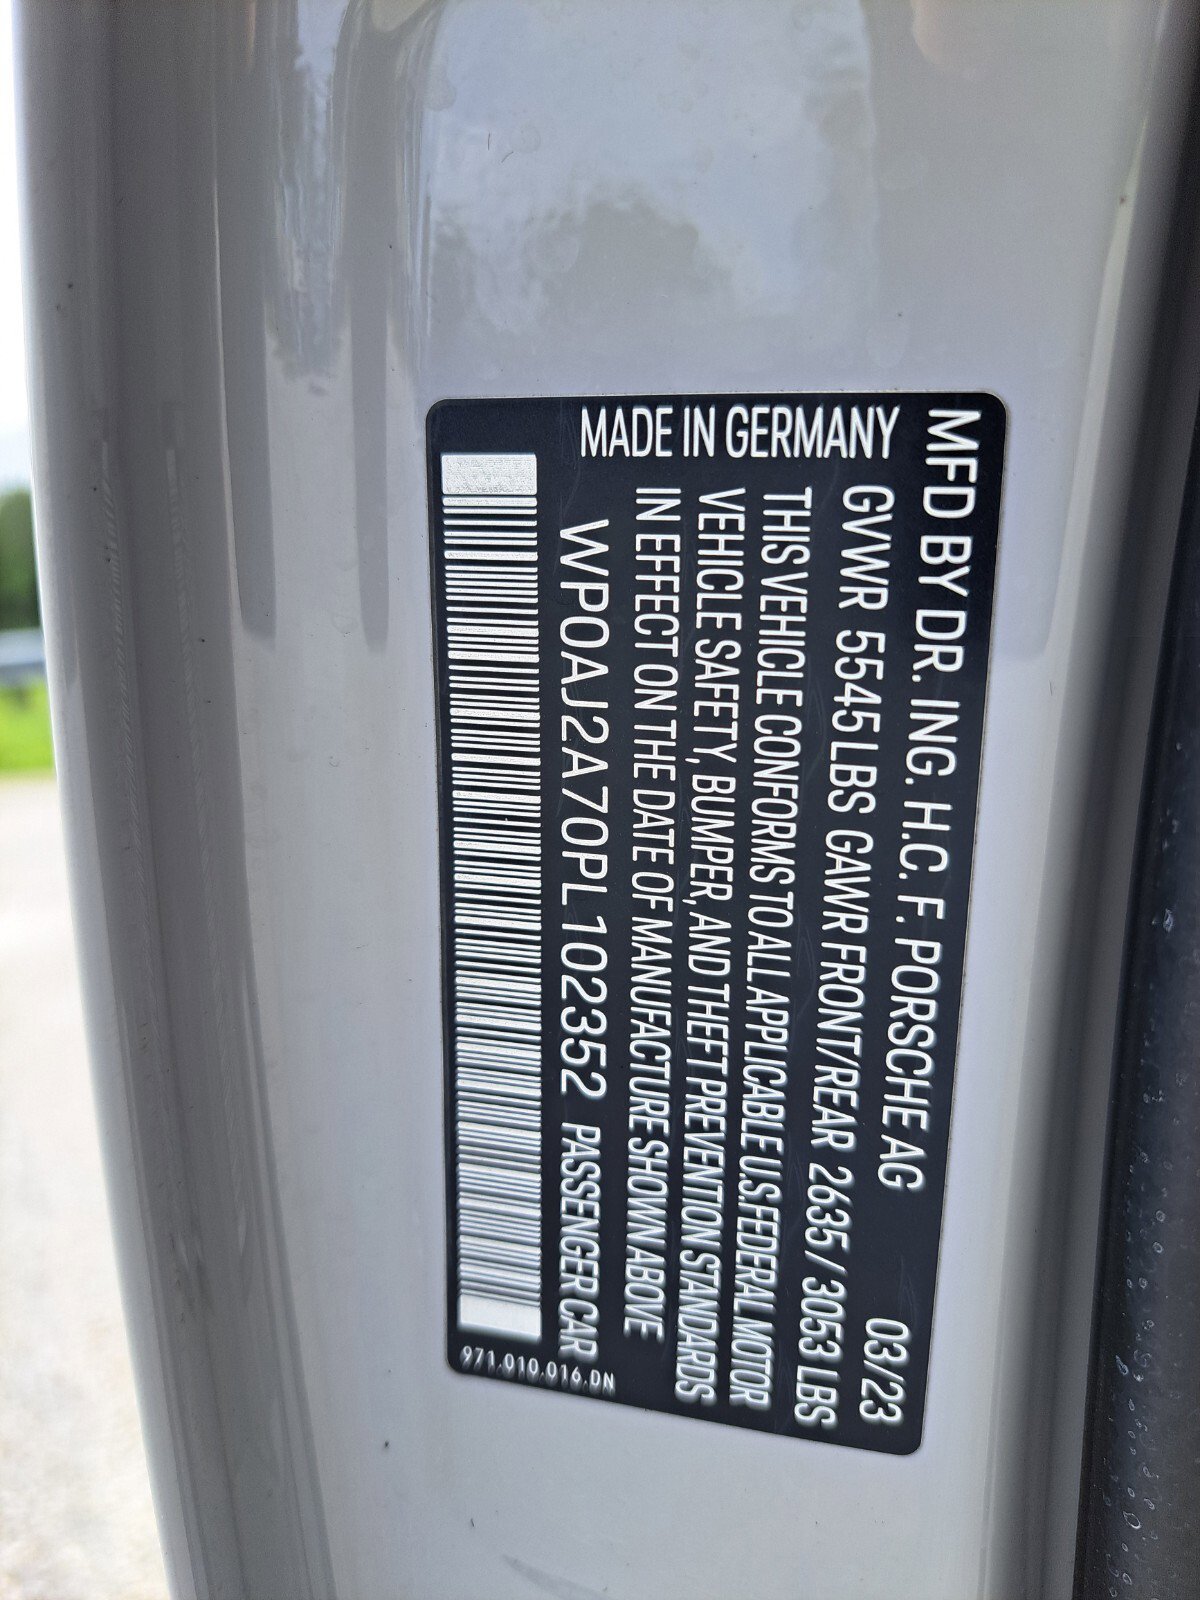 MFD BY DR. ING. H.C. F. PORSCHE AG
03/23
GVWR 5545 LBS GAWR FRONT/REAR 2635 / 3053 LBS
THIS VEHICLE CONFORMS TO ALL APPLICABLE U.S.FEDERAL MOTOR
VEHICLE SAFETY, BUMPER, AND THEFT PREVENTION STANDARDS
IN EFFECT ON THE DATE OF MANUFACTURE SHOWN ABOVE
MADE IN GERMANY
WP0AJ2A70PL102352 PASSENGER CAR
971.010.016.DN